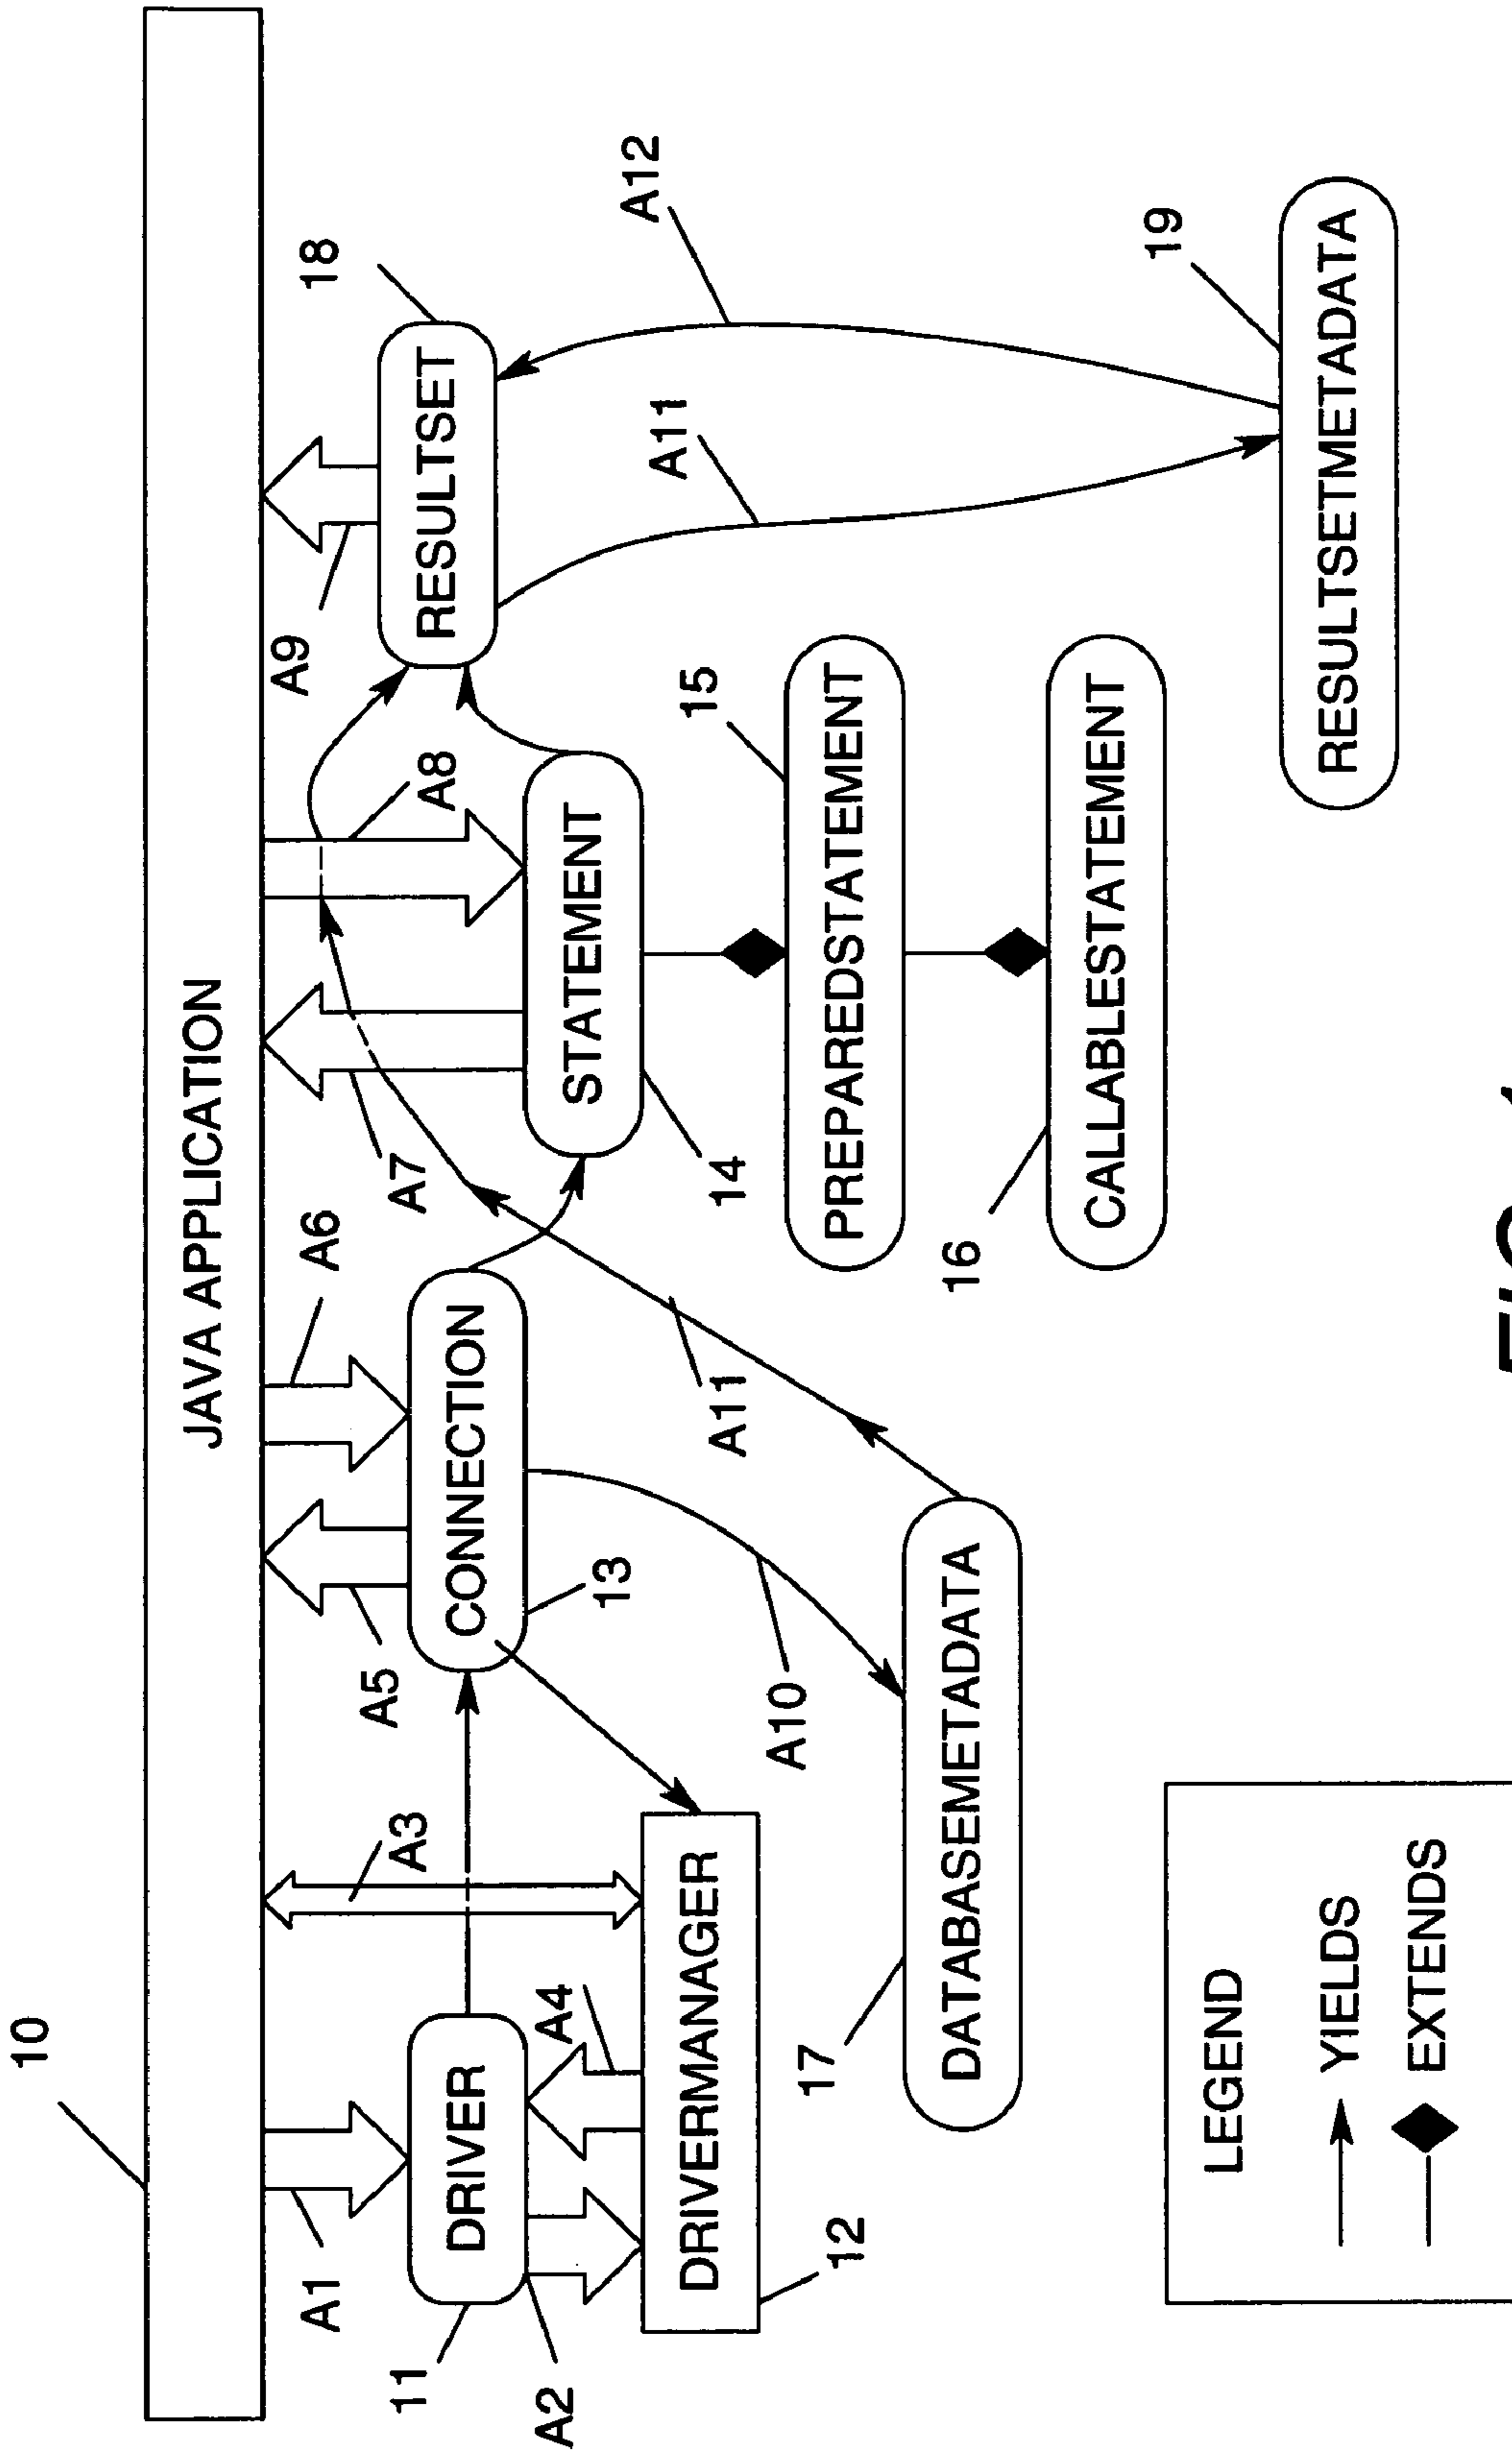 10
JAVA APPLICATION
A1
A3
A5
A6
A7
A8
A9
18
11
DRIVER
CONNECTION
RESULTSET
A2
A4
13
STATEMENT
A12
DRIVERMANAGER
A11
14
15
A11
12
17
A10
PREPAREDSTATEMENT
DATABASEMETADATA
16
CALLABLESTATEMENT
19
LEGEND
YIELDS
EXTENDS
RESULTSETMETADATA